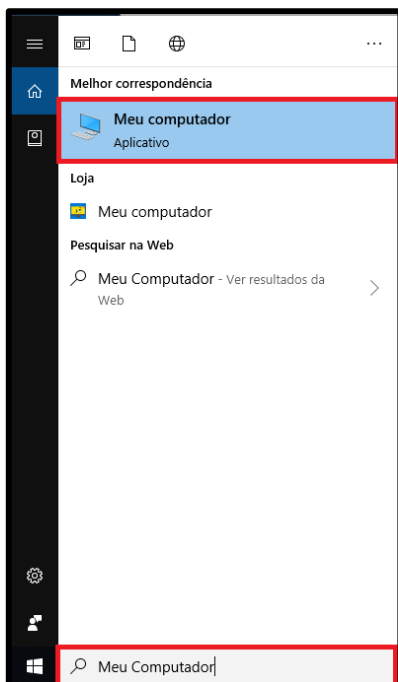 ...
Melhor correspondência
Meu computador
Aplicativo
Loja
Meu computador
Pesquisar na Web
Meu Computador - Ver resultados da
Web
Meu Computador